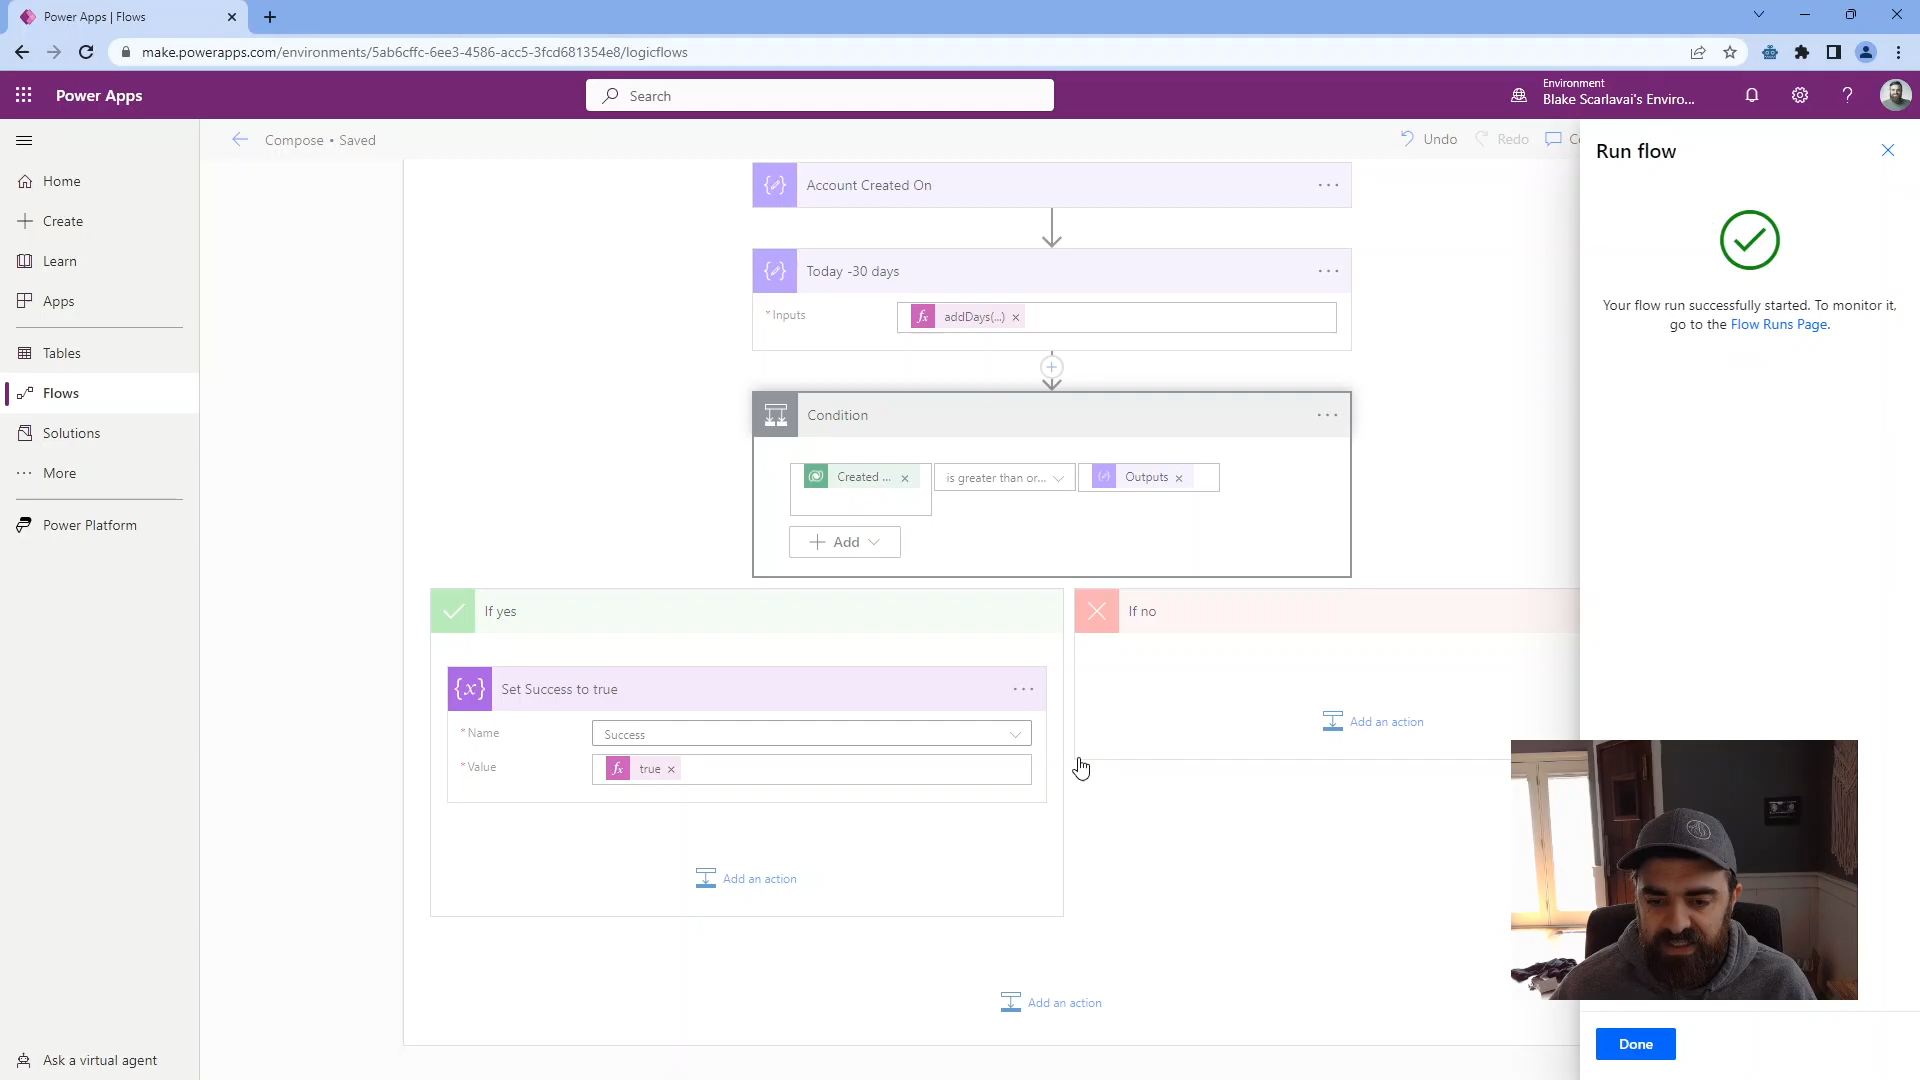 Power Apps | Flows
make.powerapps.com/environments/5ab6cffc-6ee3-4586-acc5-3fcd681354e8/logicflows
Power Apps
Search
Environment
Blake Scarlavai's Enviro...
Compose • Saved
Undo
Redo
Home
Create
Learn
Apps
Tables
Flows
Solutions
More
Power Platform
Ask a virtual agent
Account Created On
Today -30 days
* Inputs
addDays(...)
Condition
Created ...
is greater than or...
Outputs
Add
If yes
Set Success to true
* Name
Success
* Value
true
Add an action
If no
Add an action
Add an action
Run flow
Your flow run successfully started. To monitor it,
go to the Flow Runs Page.
Done